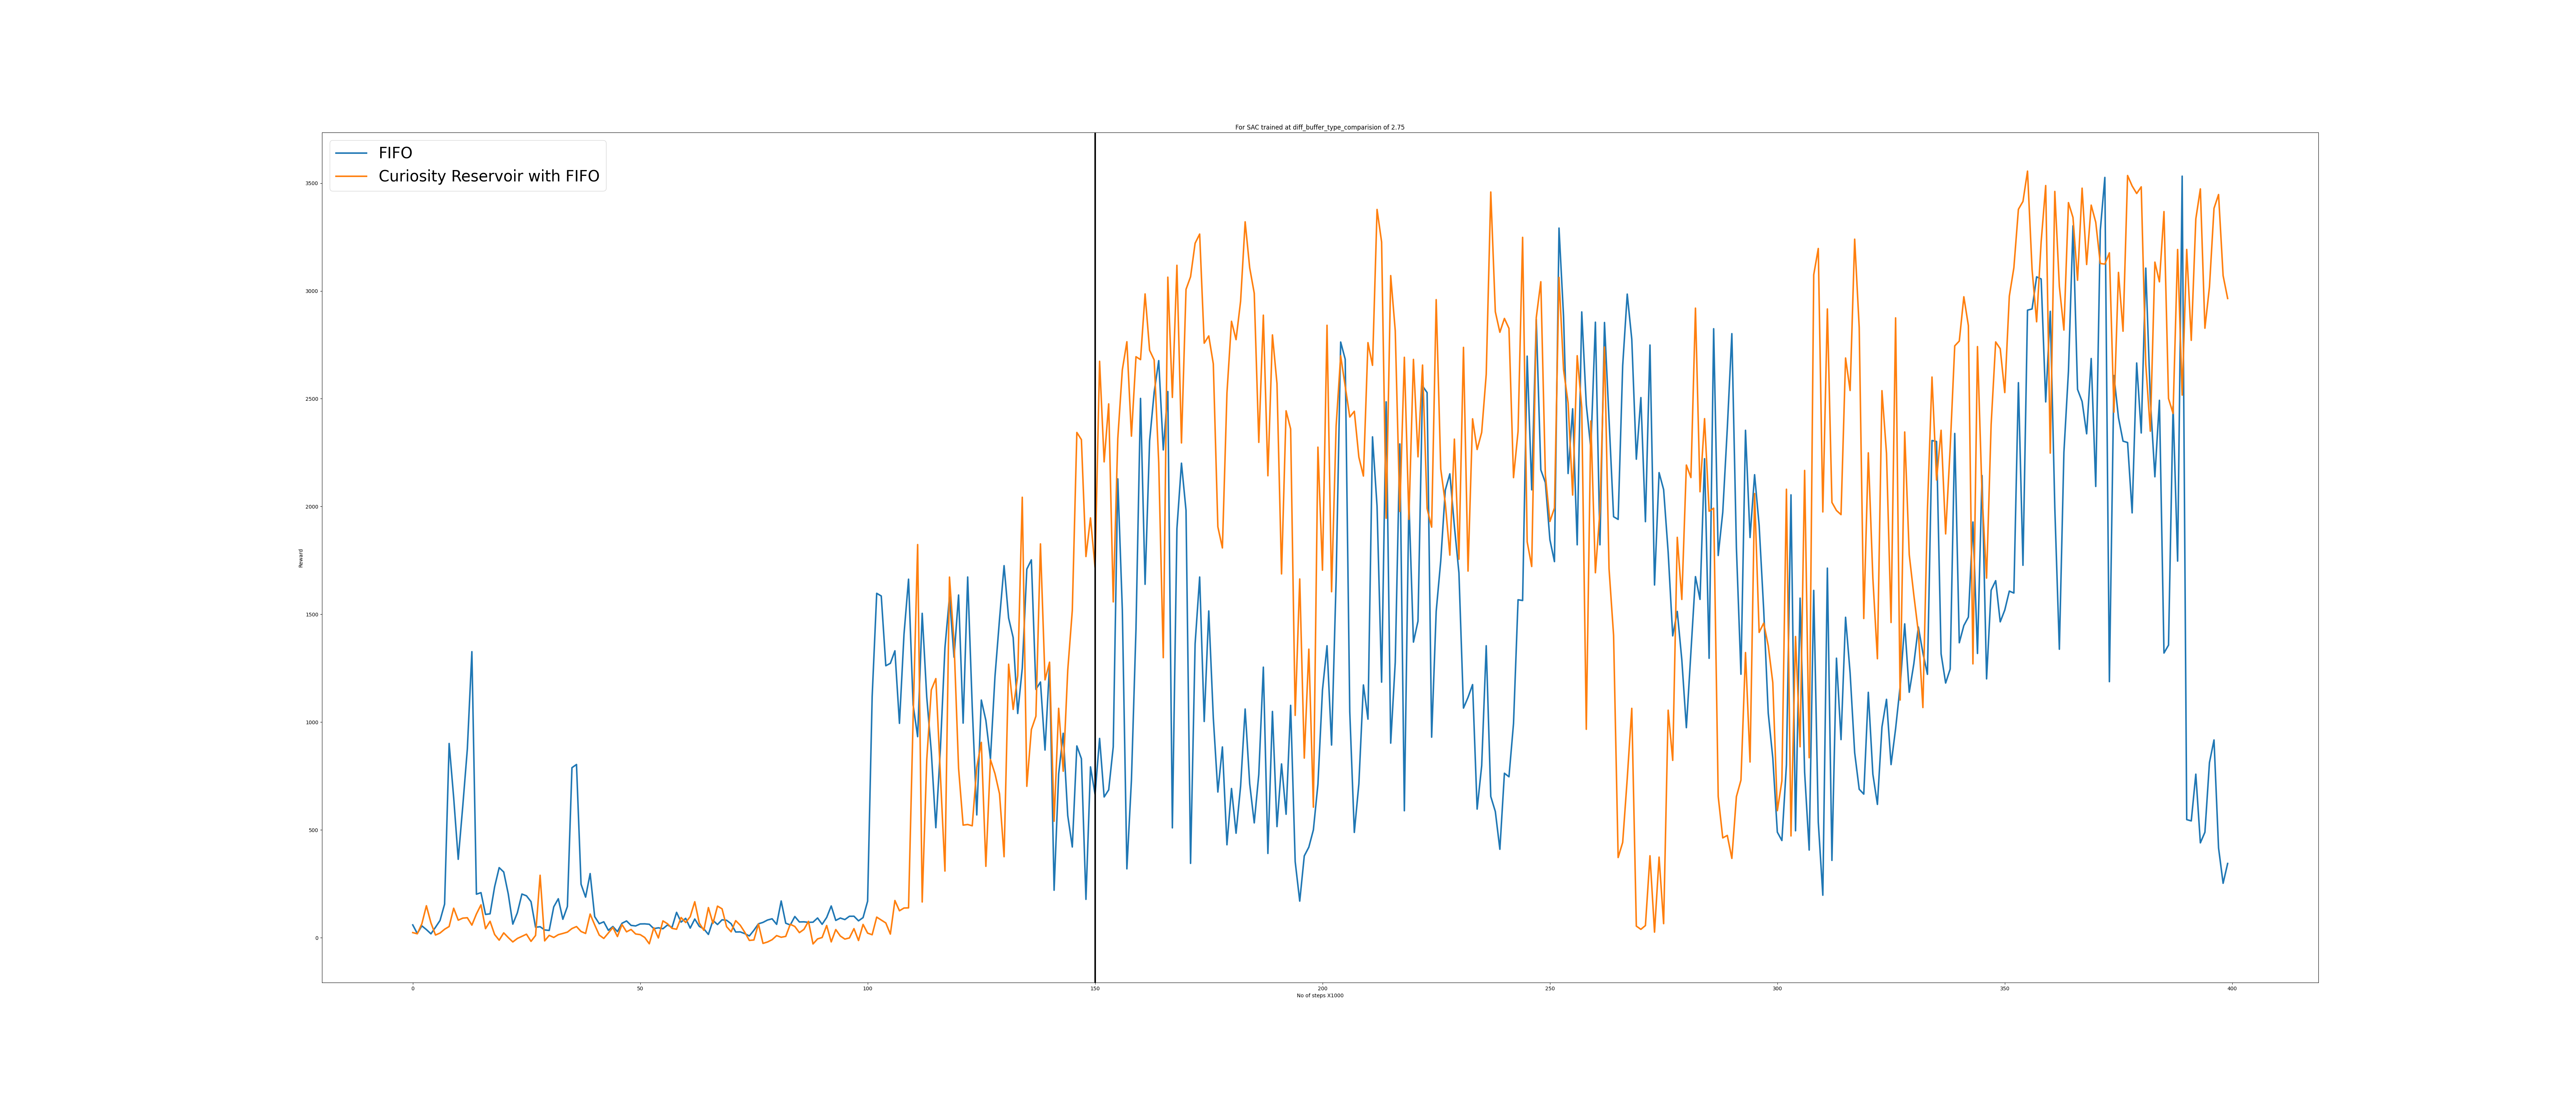 For SAC trained at diff_buffer_type_comparision of 2.75
FIFO
Curiosity Reservoir with FIFO
3500
3000
2500
2000
1500
1000
500
0
Reward
0 50 100 150 200 250 300 350 400
No of steps X1000